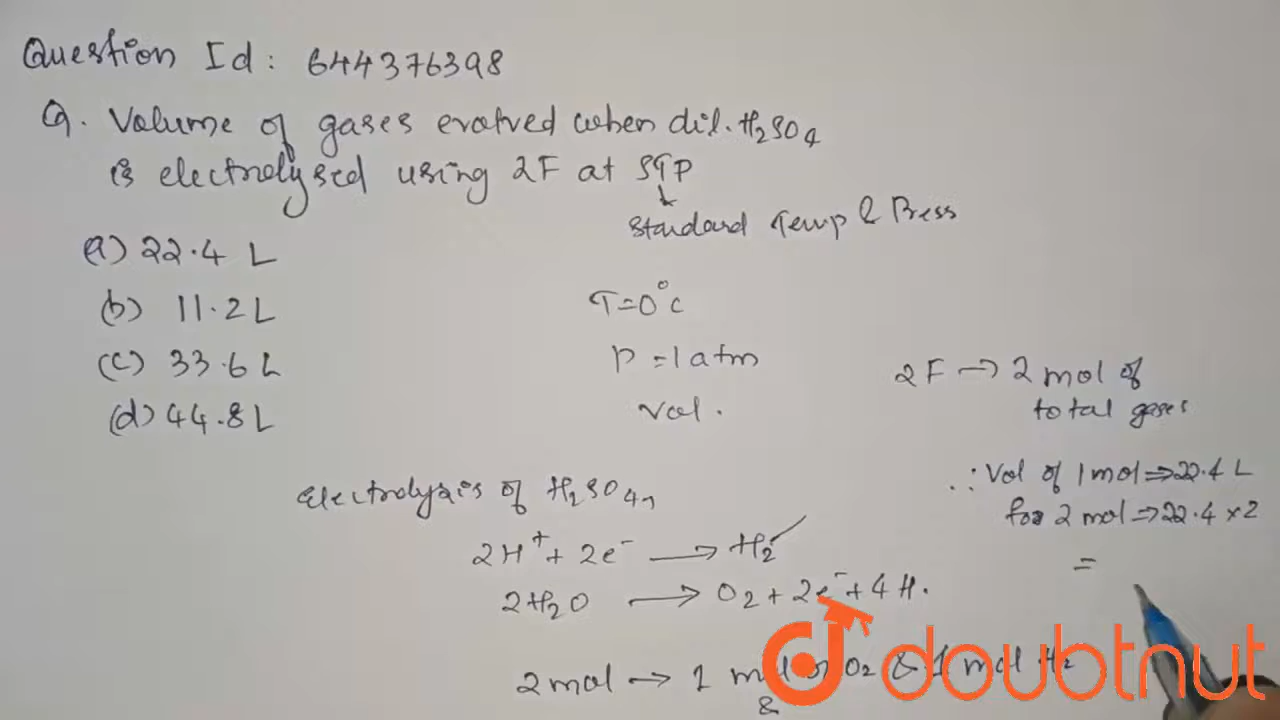 Question Id: 644376398
Q. Volume of gases evolved when dil. H2SO4
is electrolysed using 2F at STP
Standard Temp & Press
(a) 22.4 L
(b) 11.2 L
(c) 33.6 L
(d) 44.8 L
T=0°C
P=1 atm
Vol.
2F → 2 mol of
total gases
∴ Vol of 1 mol ⇒ 22.4 L
for 2 mol ⇒ 22.4 × 2
=
Electrolysis of H2SO4,
2H+ + 2e- → H2
2H2O → O2 + 2e- + 4H.
2 mol → 1 mol of O2 & 1 mol H2
&
doubtnut